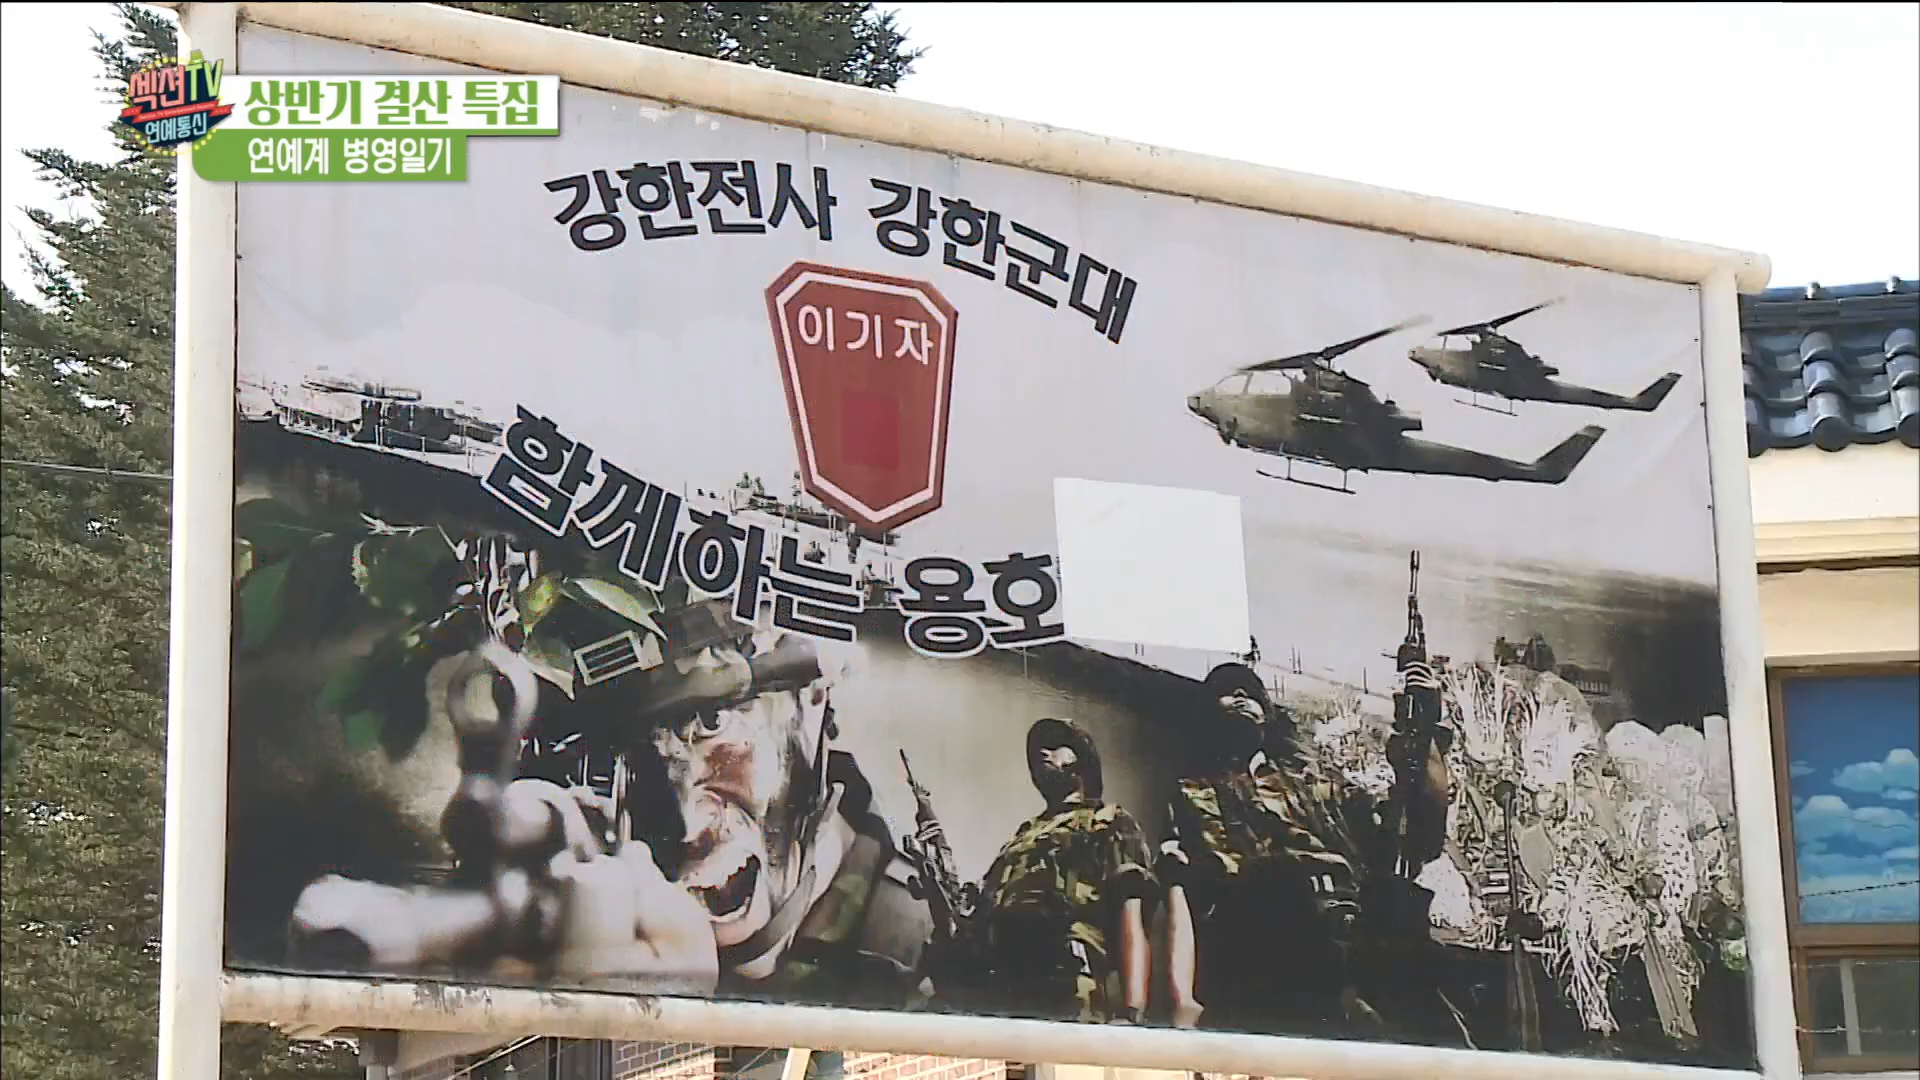 섹션TV
연예통신
상반기 결산 특집
연예계 병영일기
강한전사 강한군대
이기자
함께하는 용호